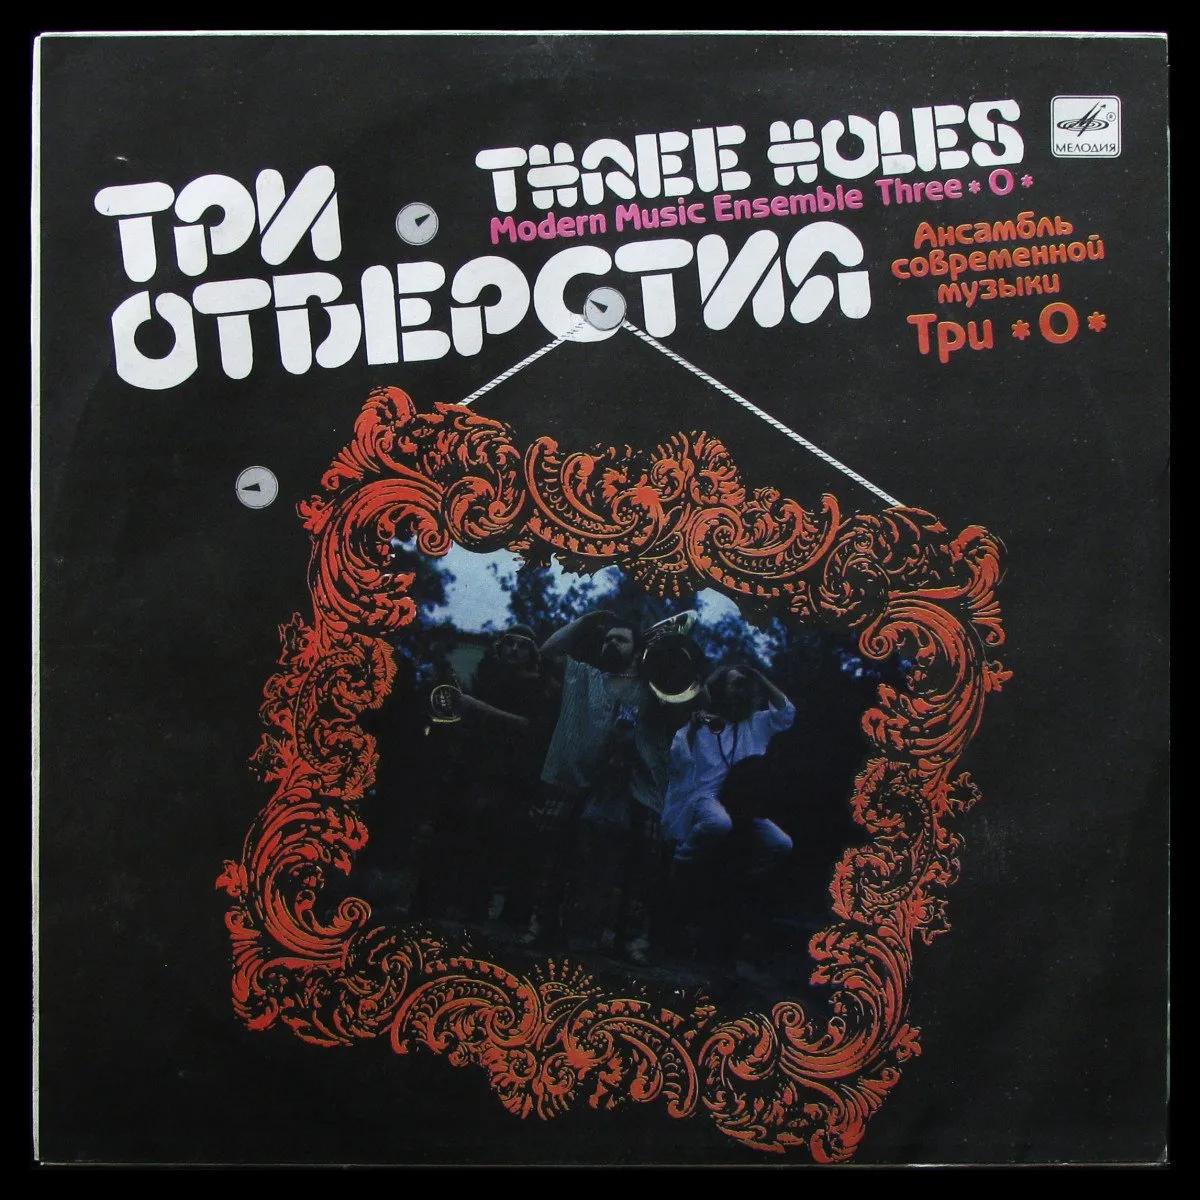 THREE HOLES
Modern Music Ensemble Three * O *
ТРИ
ОТВЕРСТИЯ
Ансамбль
современной
музыки
Три * О *
МЕЛОДИЯ
®